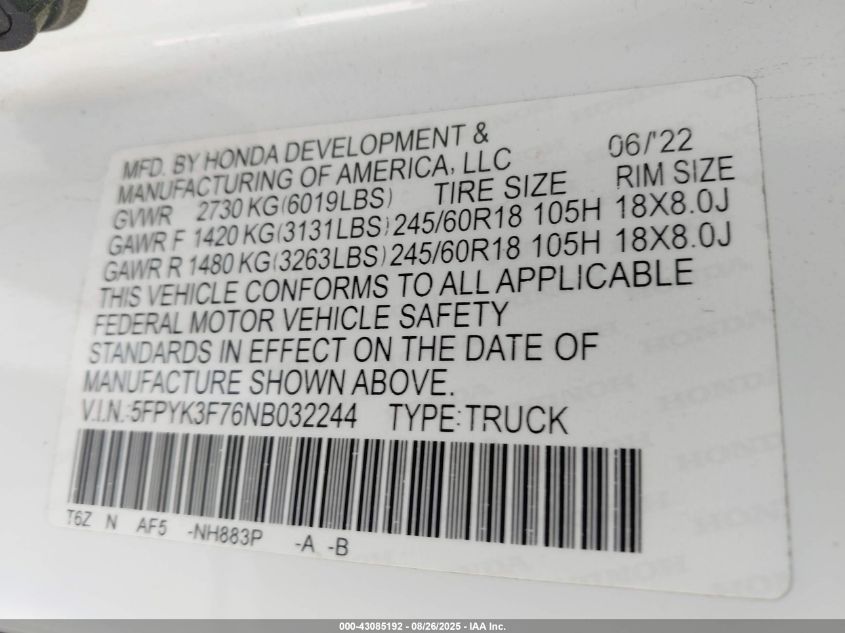 MFD. BY HONDA DEVELOPMENT &
MANUFACTURING OF AMERICA, LLC 06/'22
GVWR 2730 KG(6019LBS) TIRE SIZE RIM SIZE
GAWR F 1420 KG(3131LBS) 245/60R18 105H 18X8.0J
GAWR R 1480 KG(3263LBS) 245/60R18 105H 18X8.0J
THIS VEHICLE CONFORMS TO ALL APPLICABLE
FEDERAL MOTOR VEHICLE SAFETY
STANDARDS IN EFFECT ON THE DATE OF
MANUFACTURE SHOWN ABOVE.
V.I.N.:5FPYK3F76NB032244 TYPE:TRUCK
T6Z N AF5 -NH883P -A -B
000-43085192 - 08/26/2025 - IAA Inc.